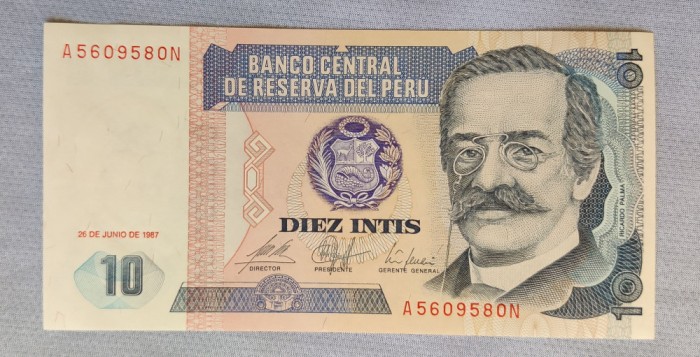 A5609580N
BANCO CENTRAL
DE RESERVA DEL PERU
10
DIEZ INTIS
RICARDO PALMA
26 DE JUNIO DE 1987
DIRECTOR
PRESIDENTE
GERENTE GENERAL
10
A5609580N
10